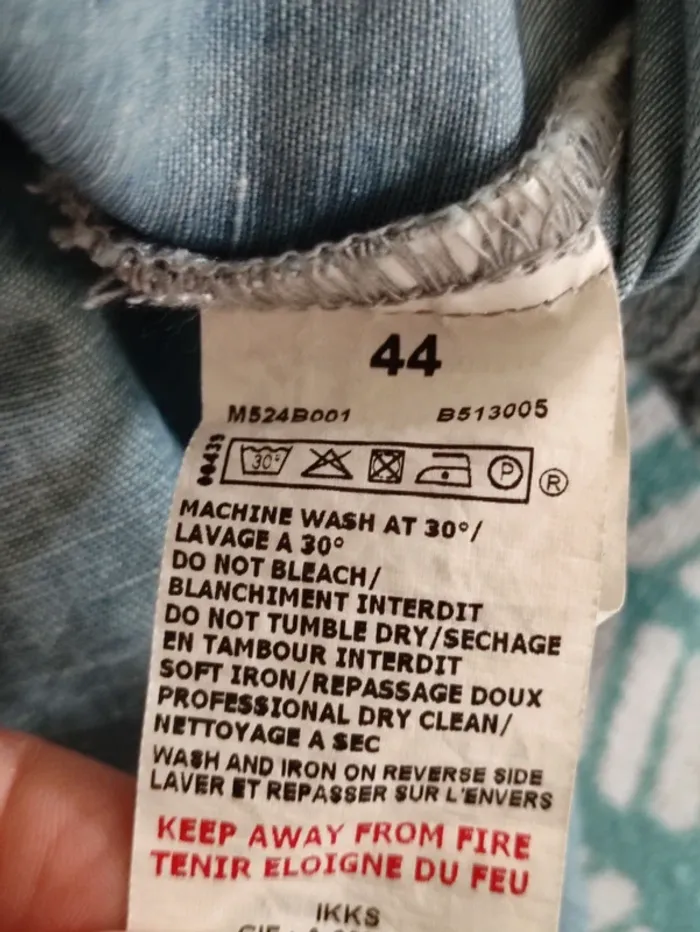 44
M524B001 B513005
00439
30° P ®
MACHINE WASH AT 30°/
LAVAGE A 30°
DO NOT BLEACH/
BLANCHIMENT INTERDIT
DO NOT TUMBLE DRY/SECHAGE
EN TAMBOUR INTERDIT
SOFT IRON/REPASSAGE DOUX
PROFESSIONAL DRY CLEAN/
NETTOYAGE A SEC
WASH AND IRON ON REVERSE SIDE
LAVER ET REPASSER SUR L'ENVERS
KEEP AWAY FROM FIRE
TENIR ELOIGNE DU FEU
IKKS